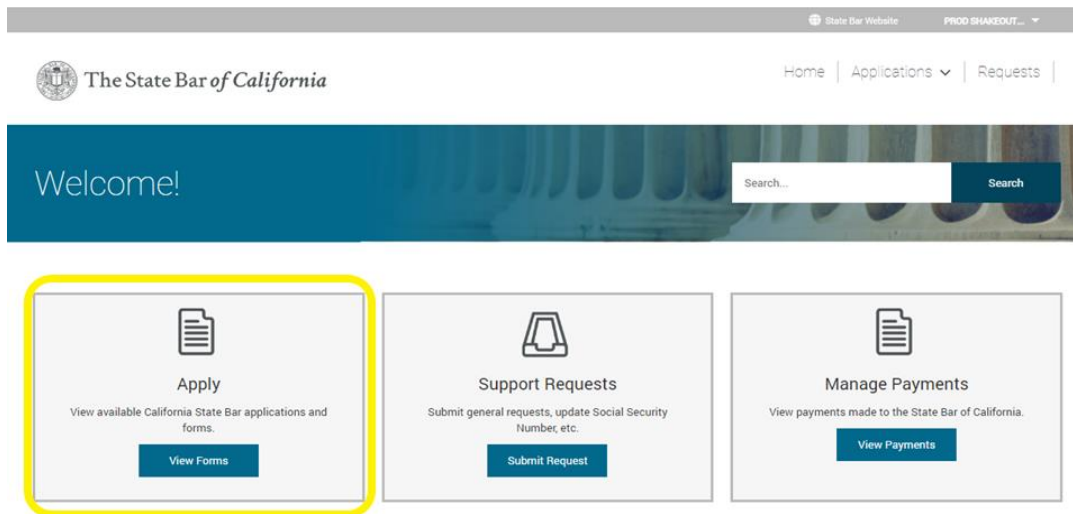 State Bar Website PROD SHAKEOUT...
The State Bar of California
Home Applications Requests
Welcome!
Search... Search
Apply
View available California State Bar applications and
forms.
View Forms
Support Requests
Submit general requests, update Social Security
Number, etc.
Submit Request
Manage Payments
View payments made to the State Bar of California.
View Payments